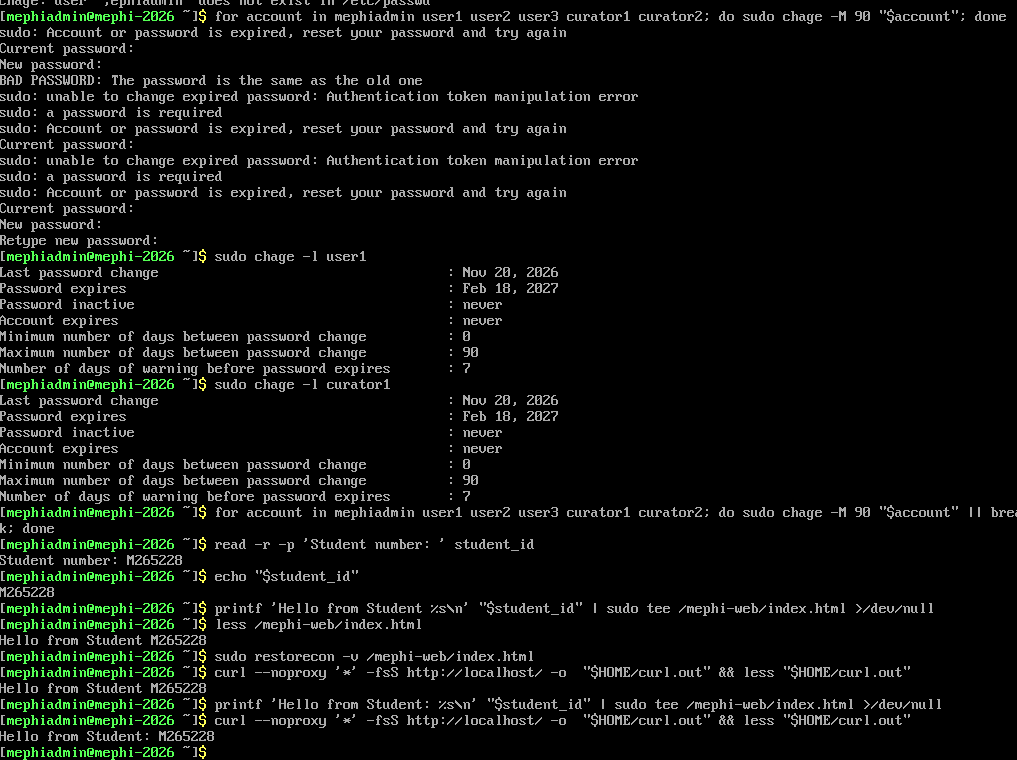 chage: user ';ephiadmin' does not exist in /etc/passwd
[mephiadmin@mephi-2026 ~]$ for account in mephiadmin user1 user2 user3 curator1 curator2; do sudo chage -M 90 "$account"; done
sudo: Account or password is expired, reset your password and try again
Current password:
New password:
BAD PASSWORD: The password is the same as the old one
sudo: unable to change expired password: Authentication token manipulation error
sudo: a password is required
sudo: Account or password is expired, reset your password and try again
Current password:
sudo: unable to change expired password: Authentication token manipulation error
sudo: a password is required
sudo: Account or password is expired, reset your password and try again
Current password:
New password:
Retype new password:
[mephiadmin@mephi-2026 ~]$ sudo chage -l user1
Last password change : Nov 20, 2026
Password expires : Feb 18, 2027
Password inactive : never
Account expires : never
Minimum number of days between password change : 0
Maximum number of days between password change : 90
Number of days of warning before password expires : 7
[mephiadmin@mephi-2026 ~]$ sudo chage -l curator1
Last password change : Nov 20, 2026
Password expires : Feb 18, 2027
Password inactive : never
Account expires : never
Minimum number of days between password change : 0
Maximum number of days between password change : 90
Number of days of warning before password expires : 7
[mephiadmin@mephi-2026 ~]$ for account in mephiadmin user1 user2 user3 curator1 curator2; do sudo chage -M 90 "$account" || brea
k; done
[mephiadmin@mephi-2026 ~]$ read -r -p 'Student number: ' student_id
Student number: M265228
[mephiadmin@mephi-2026 ~]$ echo "$student_id"
M265228
[mephiadmin@mephi-2026 ~]$ printf 'Hello from Student %s\n' "$student_id" | sudo tee /mephi-web/index.html >/dev/null
[mephiadmin@mephi-2026 ~]$ less /mephi-web/index.html
Hello from Student M265228
[mephiadmin@mephi-2026 ~]$ sudo restorecon -v /mephi-web/index.html
[mephiadmin@mephi-2026 ~]$ curl --noproxy '*' -fsS http://localhost/ -o  "$HOME/curl.out" && less "$HOME/curl.out"
Hello from Student M265228
[mephiadmin@mephi-2026 ~]$ printf 'Hello from Student: %s\n' "$student_id" | sudo tee /mephi-web/index.html >/dev/null
[mephiadmin@mephi-2026 ~]$ curl --noproxy '*' -fsS http://localhost/ -o  "$HOME/curl.out" && less "$HOME/curl.out"
Hello from Student: M265228
[mephiadmin@mephi-2026 ~]$